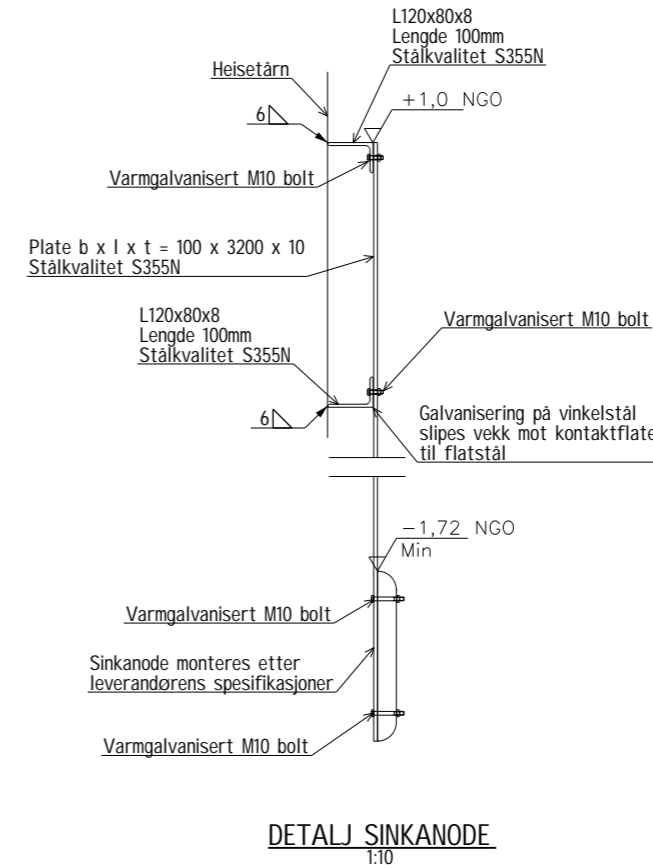 L120x80x8
Lengde 100mm
Stålkvalitet S355N
Heisetårn
+1,0 NGO
6
Varmgalvanisert M10 bolt
Plate b x l x t = 100 x 3200 x 10
Stålkvalitet S355N
L120x80x8
Lengde 100mm
Stålkvalitet S355N
Varmgalvanisert M10 bolt
6
Galvanisering på vinkelstål
slipes vekk mot kontaktflate
til flatstål
-1,72 NGO
Min
Varmgalvanisert M10 bolt
Sinkanode monteres etter
leverandørens spesifikasjoner
Varmgalvanisert M10 bolt
DETALJ SINKANODE
1:10